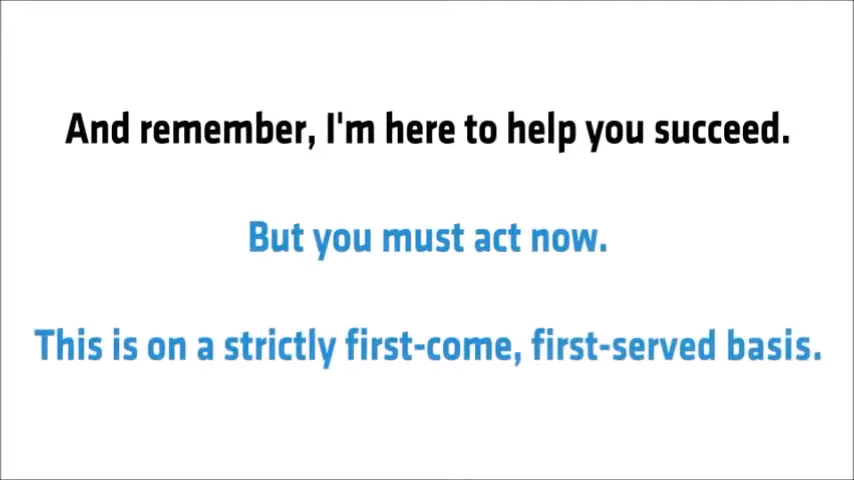 And remember, I'm here to help you succeed.
But you must act now.
This is on a strictly first-come, first-served basis.